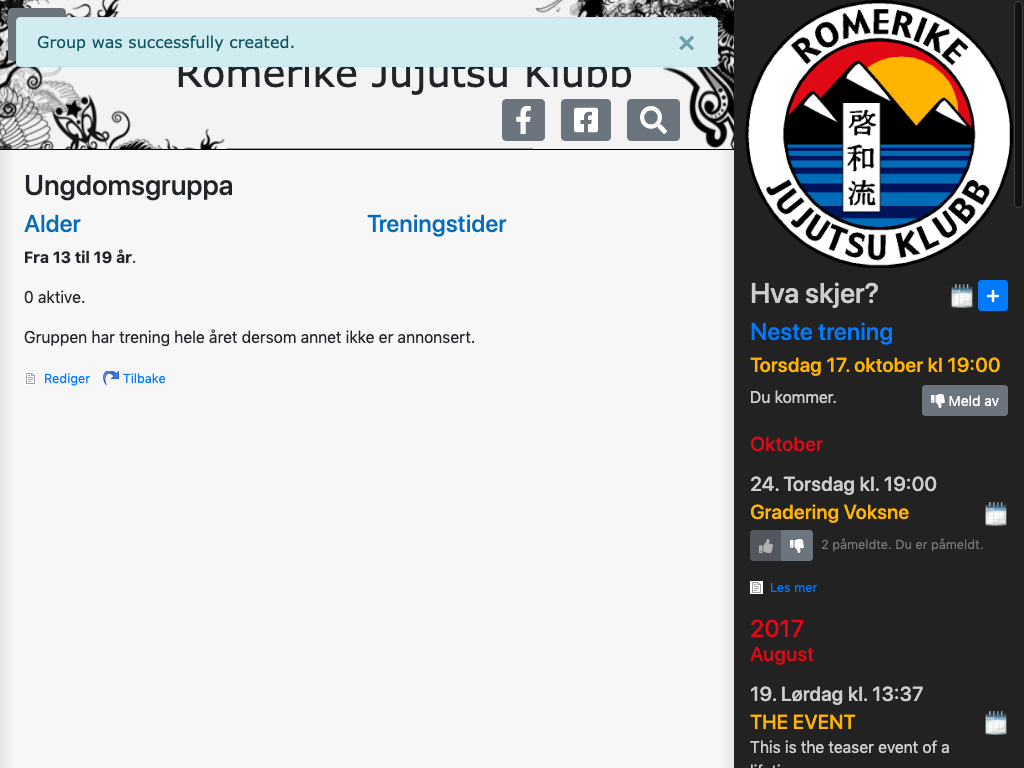 Group was successfully created. ×
Romerike Jujutsu Klubb
Ungdomsgruppa
Alder
Treningstider
Fra 13 til 19 år.
0 aktive.
Gruppen har trening hele året dersom annet ikke er annonsert.
Rediger Tilbake
ROMERIKE
啓和流
JUJUTSU KLUBB
Hva skjer?
Neste trening
Torsdag 17. oktober kl 19:00
Du kommer.
Meld av
Oktober
24. Torsdag kl. 19:00
Gradering Voksne
2 påmeldte. Du er påmeldt.
Les mer
2017
August
19. Lørdag kl. 13:37
THE EVENT
This is the teaser event of a